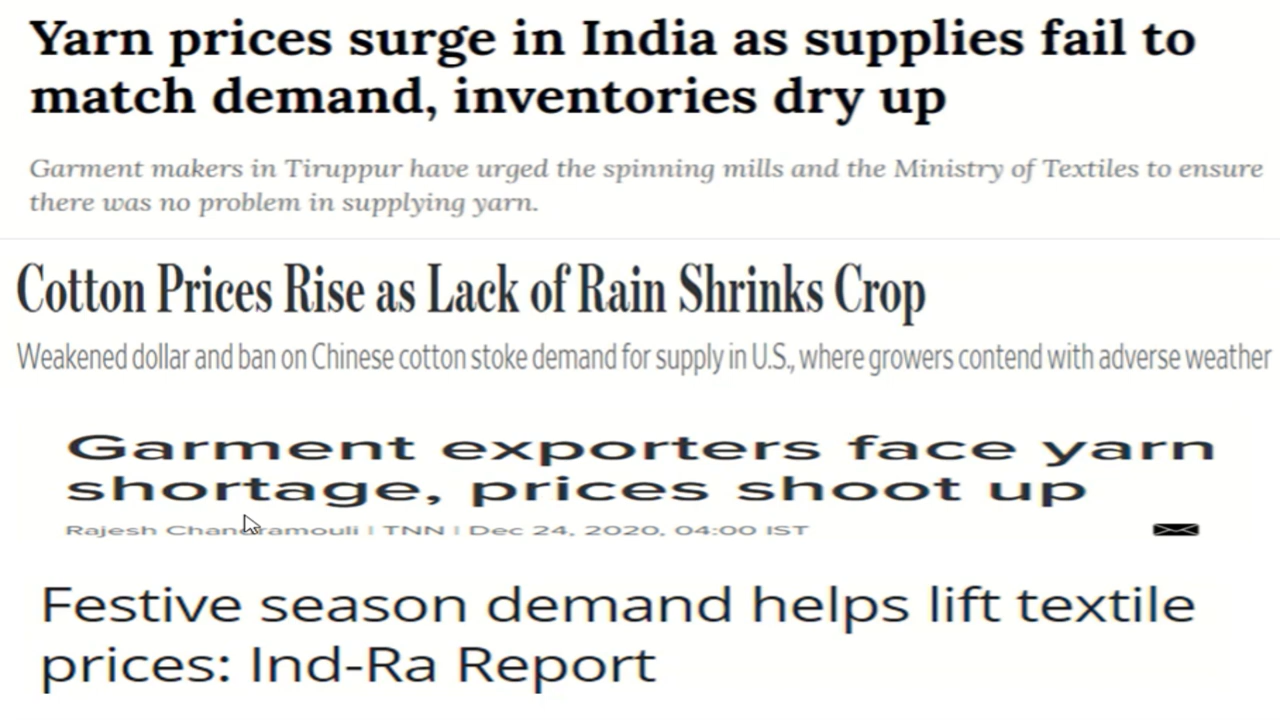 Yarn prices surge in India as supplies fail to
match demand, inventories dry up
Garment makers in Tiruppur have urged the spinning mills and the Ministry of Textiles to ensure
there was no problem in supplying yarn.
Cotton Prices Rise as Lack of Rain Shrinks Crop
Weakened dollar and ban on Chinese cotton stoke demand for supply in U.S., where growers contend with adverse weather
Garment exporters face yarn
shortage, prices shoot up
Rajesh Chandramouli | TNN | Dec 24, 2020, 04:00 IST
Festive season demand helps lift textile
prices: Ind-Ra Report